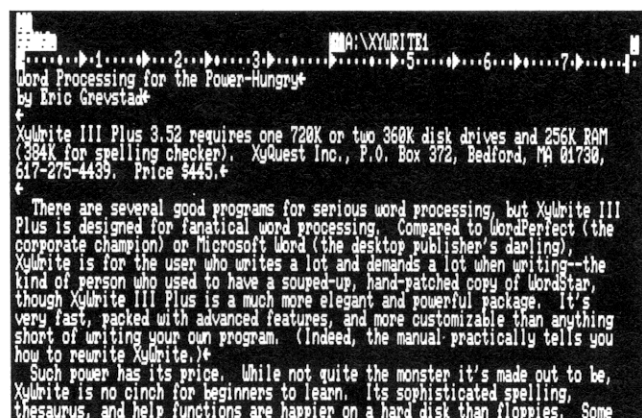 A:\XYWRITE1
1 2 3 5 6 7
Word Processing for the Power-Hungry
by Eric Grevstad
XyWrite III Plus 3.52 requires one 720K or two 360K disk drives and 256K RAM
(384K for spelling checker).  XyQuest Inc., P.O. Box 372, Bedford, MA 01730,
617-275-4439.  Price $445.
There are several good programs for serious word processing, but XyWrite III
Plus is designed for fanatical word processing.  Compared to WordPerfect (the
corporate champion) or Microsoft Word (the desktop publisher's darling),
XyWrite is for the user who writes a lot and demands a lot when writing--the
kind of person who used to have a souped-up, hand-patched copy of WordStar,
though XyWrite III Plus is a much more elegant and powerful package.  It's
very fast, packed with advanced features, and more customizable than anything
short of writing your own program.  (Indeed, the manual practically tells you
how to rewrite XyWrite.)
Such power has its price.  While not quite the monster it's made out to be,
XyWrite is no cinch for beginners to learn.  Its sophisticated spelling,
thesaurus, and help functions are happier on a hard disk than floppies.  Some